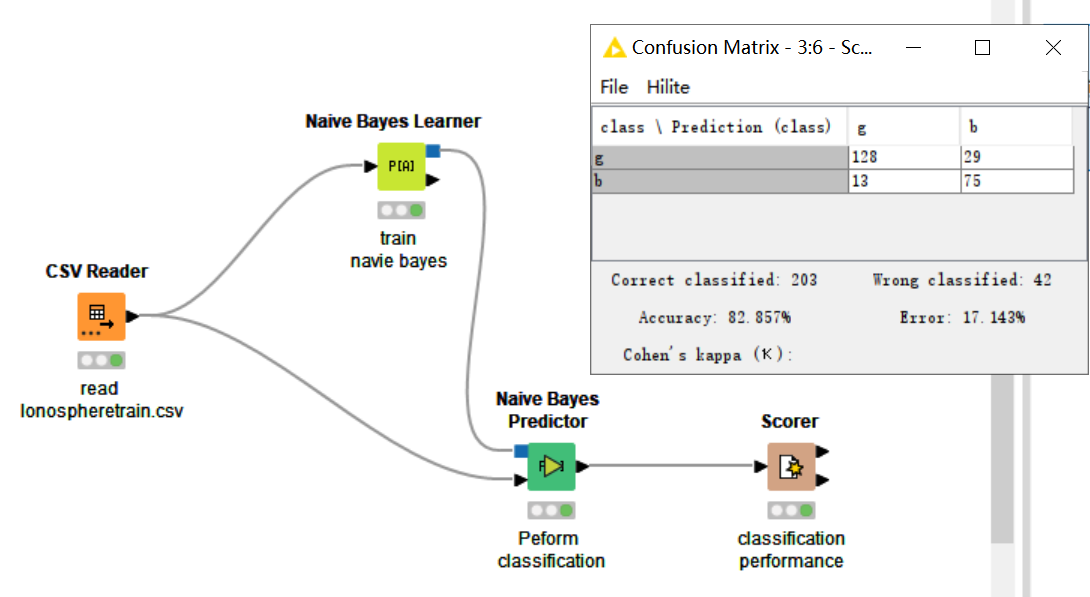 Confusion Matrix - 3:6 - Sc...
File Hilite
class \ Prediction (class) g b
g 128 29
b 13 75
Correct classified: 203 Wrong classified: 42
Accuracy: 82.857% Error: 17.143%
Cohen's kappa (κ):
Naive Bayes Learner
P[A]
train
navie bayes
CSV Reader
read
Ionospheretrain.csv
Naive Bayes
Predictor
Peform
classification
Scorer
classification
performance